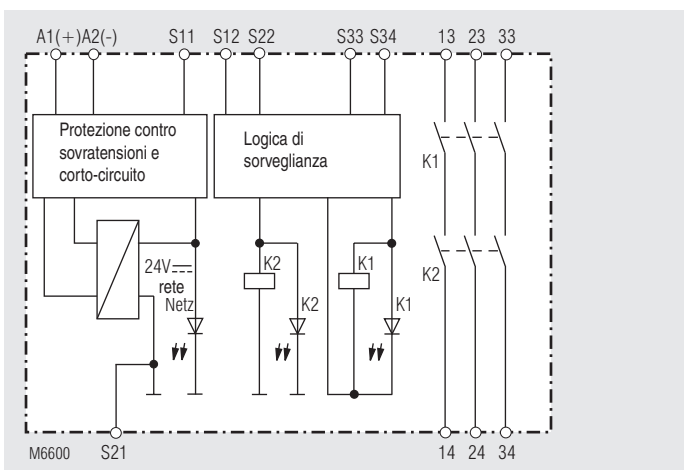 A1(+) A2(-) S11 S12 S22 S33 S34 13 23 33
Protezione contro
sovratensioni e
corto-circuito
Logica di
sorveglianza
K1
K2
24V
rete
Netz
K2
K2
K1
K1
M6600 S21 14 24 34